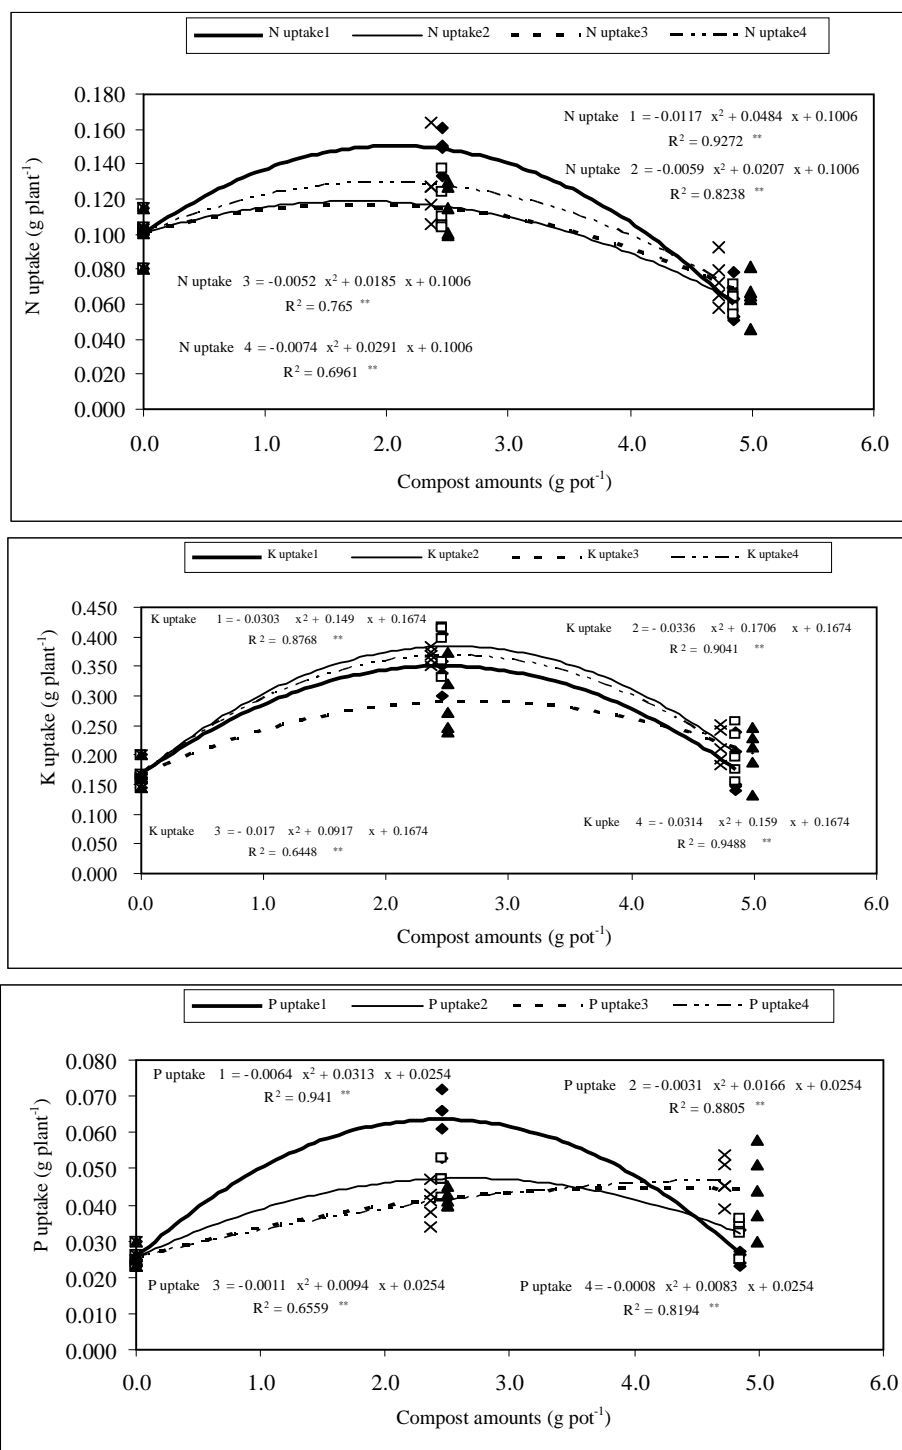 N uptake1 N uptake2 N uptake3 N uptake4
0.180
0.160
0.140
0.120
0.100
0.080
0.060
0.040
0.020
0.000
N uptake (g plant⁻¹)
N uptake 1 = -0.0117 x² + 0.0484 x + 0.1006
R² = 0.9272 **
N uptake 2 = -0.0059 x² + 0.0207 x + 0.1006
R² = 0.8238 **
N uptake 3 = -0.0052 x² + 0.0185 x + 0.1006
R² = 0.765 **
N uptake 4 = -0.0074 x² + 0.0291 x + 0.1006
R² = 0.6961 **
0.0 1.0 2.0 3.0 4.0 5.0 6.0
Compost amounts (g pot⁻¹)
K uptake1 K uptake2 K uptake3 K uptake4
0.450
0.400
0.350
0.300
0.250
0.200
0.150
0.100
0.050
0.000
K uptake (g plant⁻¹)
K uptake 1 = - 0.0303 x² + 0.149 x + 0.1674
R² = 0.8768 **
K uptake 2 = - 0.0336 x² + 0.1706 x + 0.1674
R² = 0.9041 **
K uptake 3 = - 0.017 x² + 0.0917 x + 0.1674
R² = 0.6448 **
K upke 4 = - 0.0314 x² + 0.159 x + 0.1674
R² = 0.9488 **
0.0 1.0 2.0 3.0 4.0 5.0 6.0
Compost amounts (g pot⁻¹)
P uptake1 P uptake2 P uptake3 P uptake4
0.080
0.070
0.060
0.050
0.040
0.030
0.020
0.010
0.000
P uptake (g plant⁻¹)
P uptake 1 = -0.0064 x² + 0.0313 x + 0.0254
R² = 0.941 **
P uptake 2 = -0.0031 x² + 0.0166 x + 0.0254
R² = 0.8805 **
P uptake 3 = -0.0011 x² + 0.0094 x + 0.0254
R² = 0.6559 **
P uptake 4 = -0.0008 x² + 0.0083 x + 0.0254
R² = 0.8194 **
0.0 1.0 2.0 3.0 4.0 5.0 6.0
Compost amounts (g pot⁻¹)